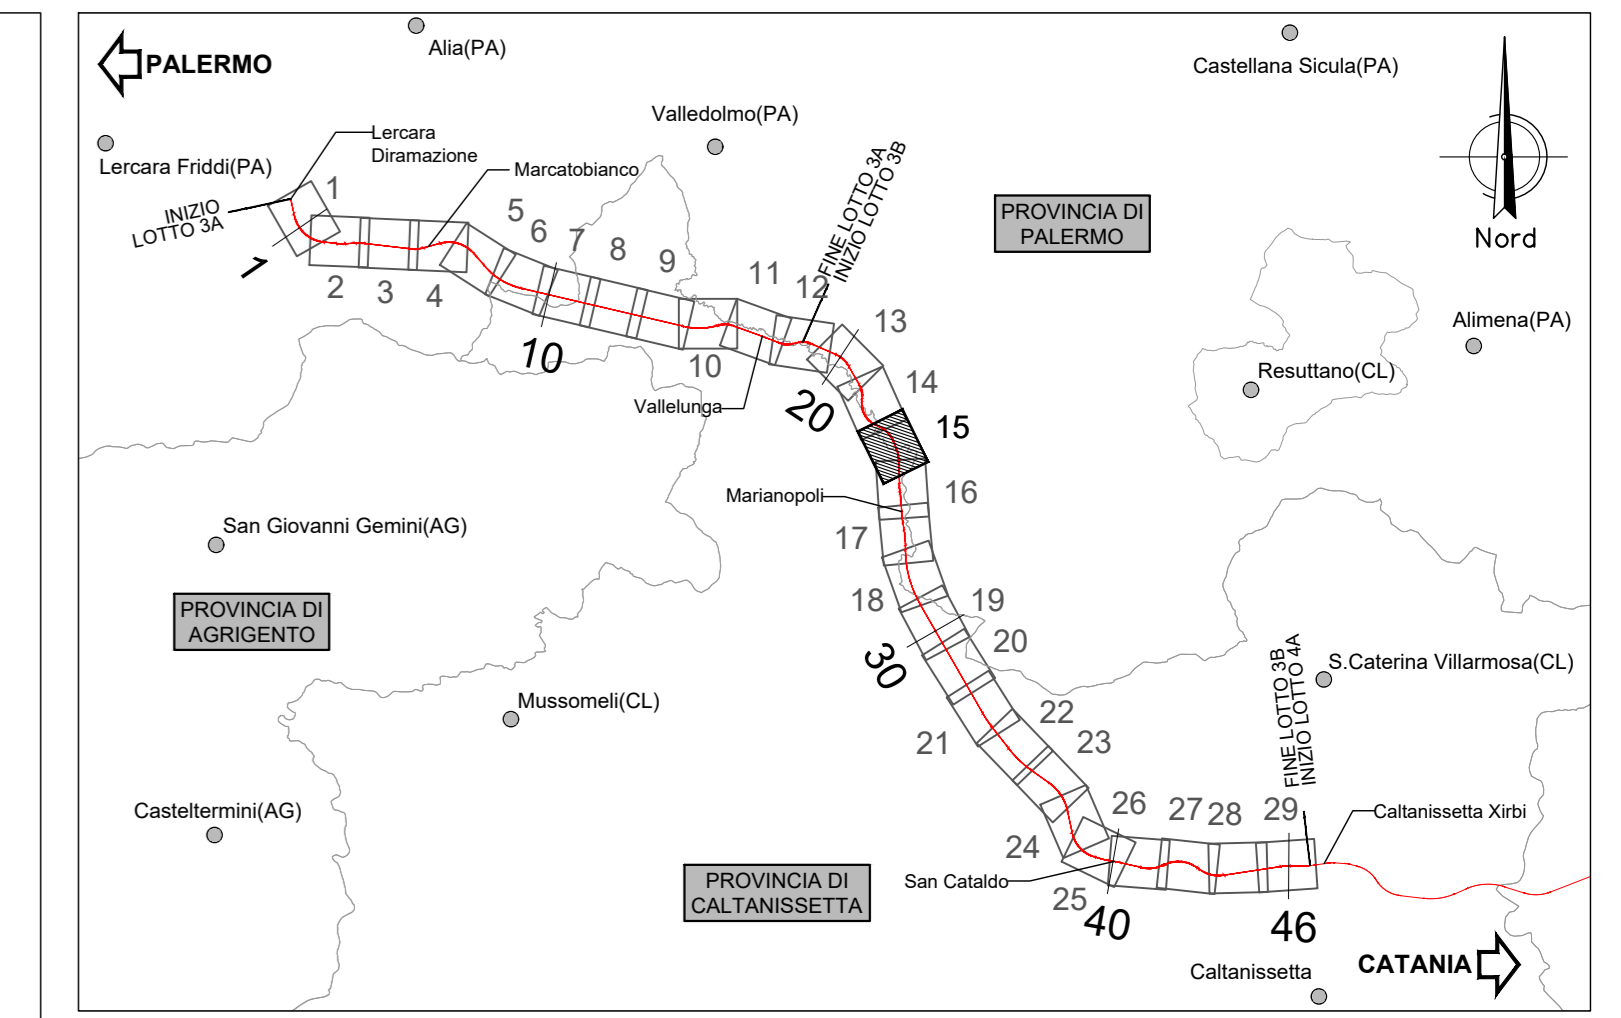 Alia(PA)
PALERMO
Castellana Sicula(PA)
Valledolmo(PA)
Lercara
Diramazione
Lercara Friddi(PA)
Marcatobianco
INIZIO
LOTTO 3A
FINE LOTTO 3A
INIZIO LOTTO 3B
PROVINCIA DI
PALERMO
Nord
1
1
2
3
4
5
6
7
8
9
10
10
11
12
13
14
15
20
Vallelunga
Alimena(PA)
Resuttano(CL)
Marianopoli
16
17
San Giovanni Gemini(AG)
PROVINCIA DI
AGRIGENTO
18
19
20
30
S.Caterina Villarmosa(CL)
Mussomeli(CL)
21
22
23
FINE LOTTO 3B
INIZIO LOTTO 4A
Casteltermini(AG)
24
25
26
27
28
29
Caltanissetta Xirbi
San Cataldo
PROVINCIA DI
CALTANISSETTA
40
46
CATANIA
Caltanissetta